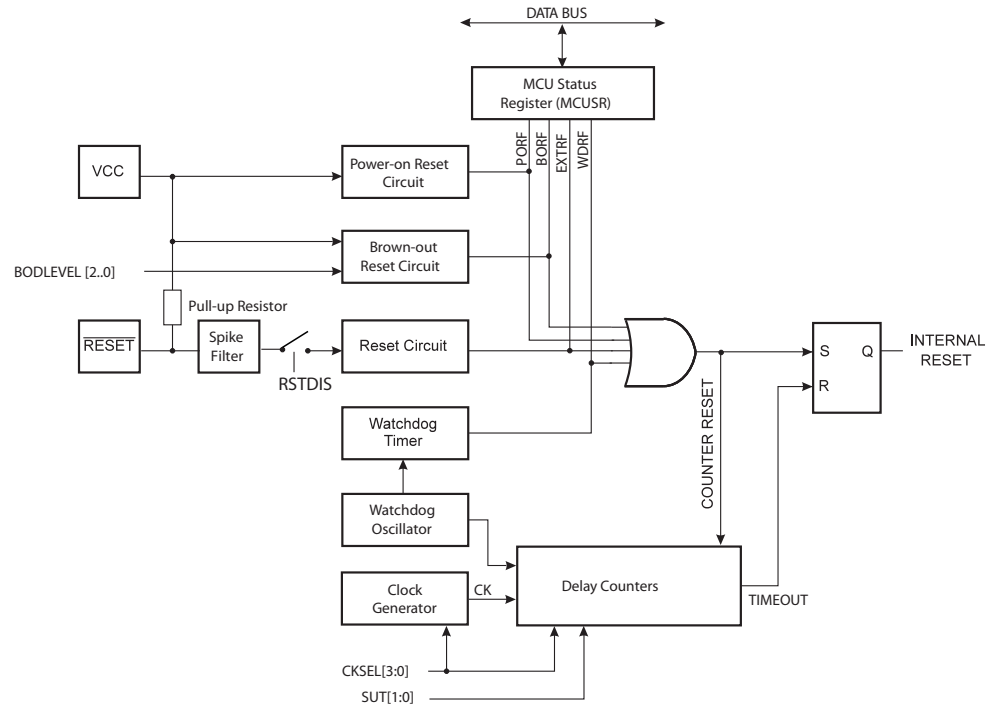 DATA BUS
MCU Status
Register (MCUSR)
PORF
BORF
EXTRF
WDRF
VCC
Power-on Reset
Circuit
Brown-out
Reset Circuit
BODLEVEL [2..0]
Pull-up Resistor
RESET
Spike
Filter
RSTDIS
Reset Circuit
S
Q
R
INTERNAL
RESET
COUNTER RESET
Watchdog
Timer
Watchdog
Oscillator
Clock
Generator
CK
Delay Counters
TIMEOUT
CKSEL[3:0]
SUT[1:0]